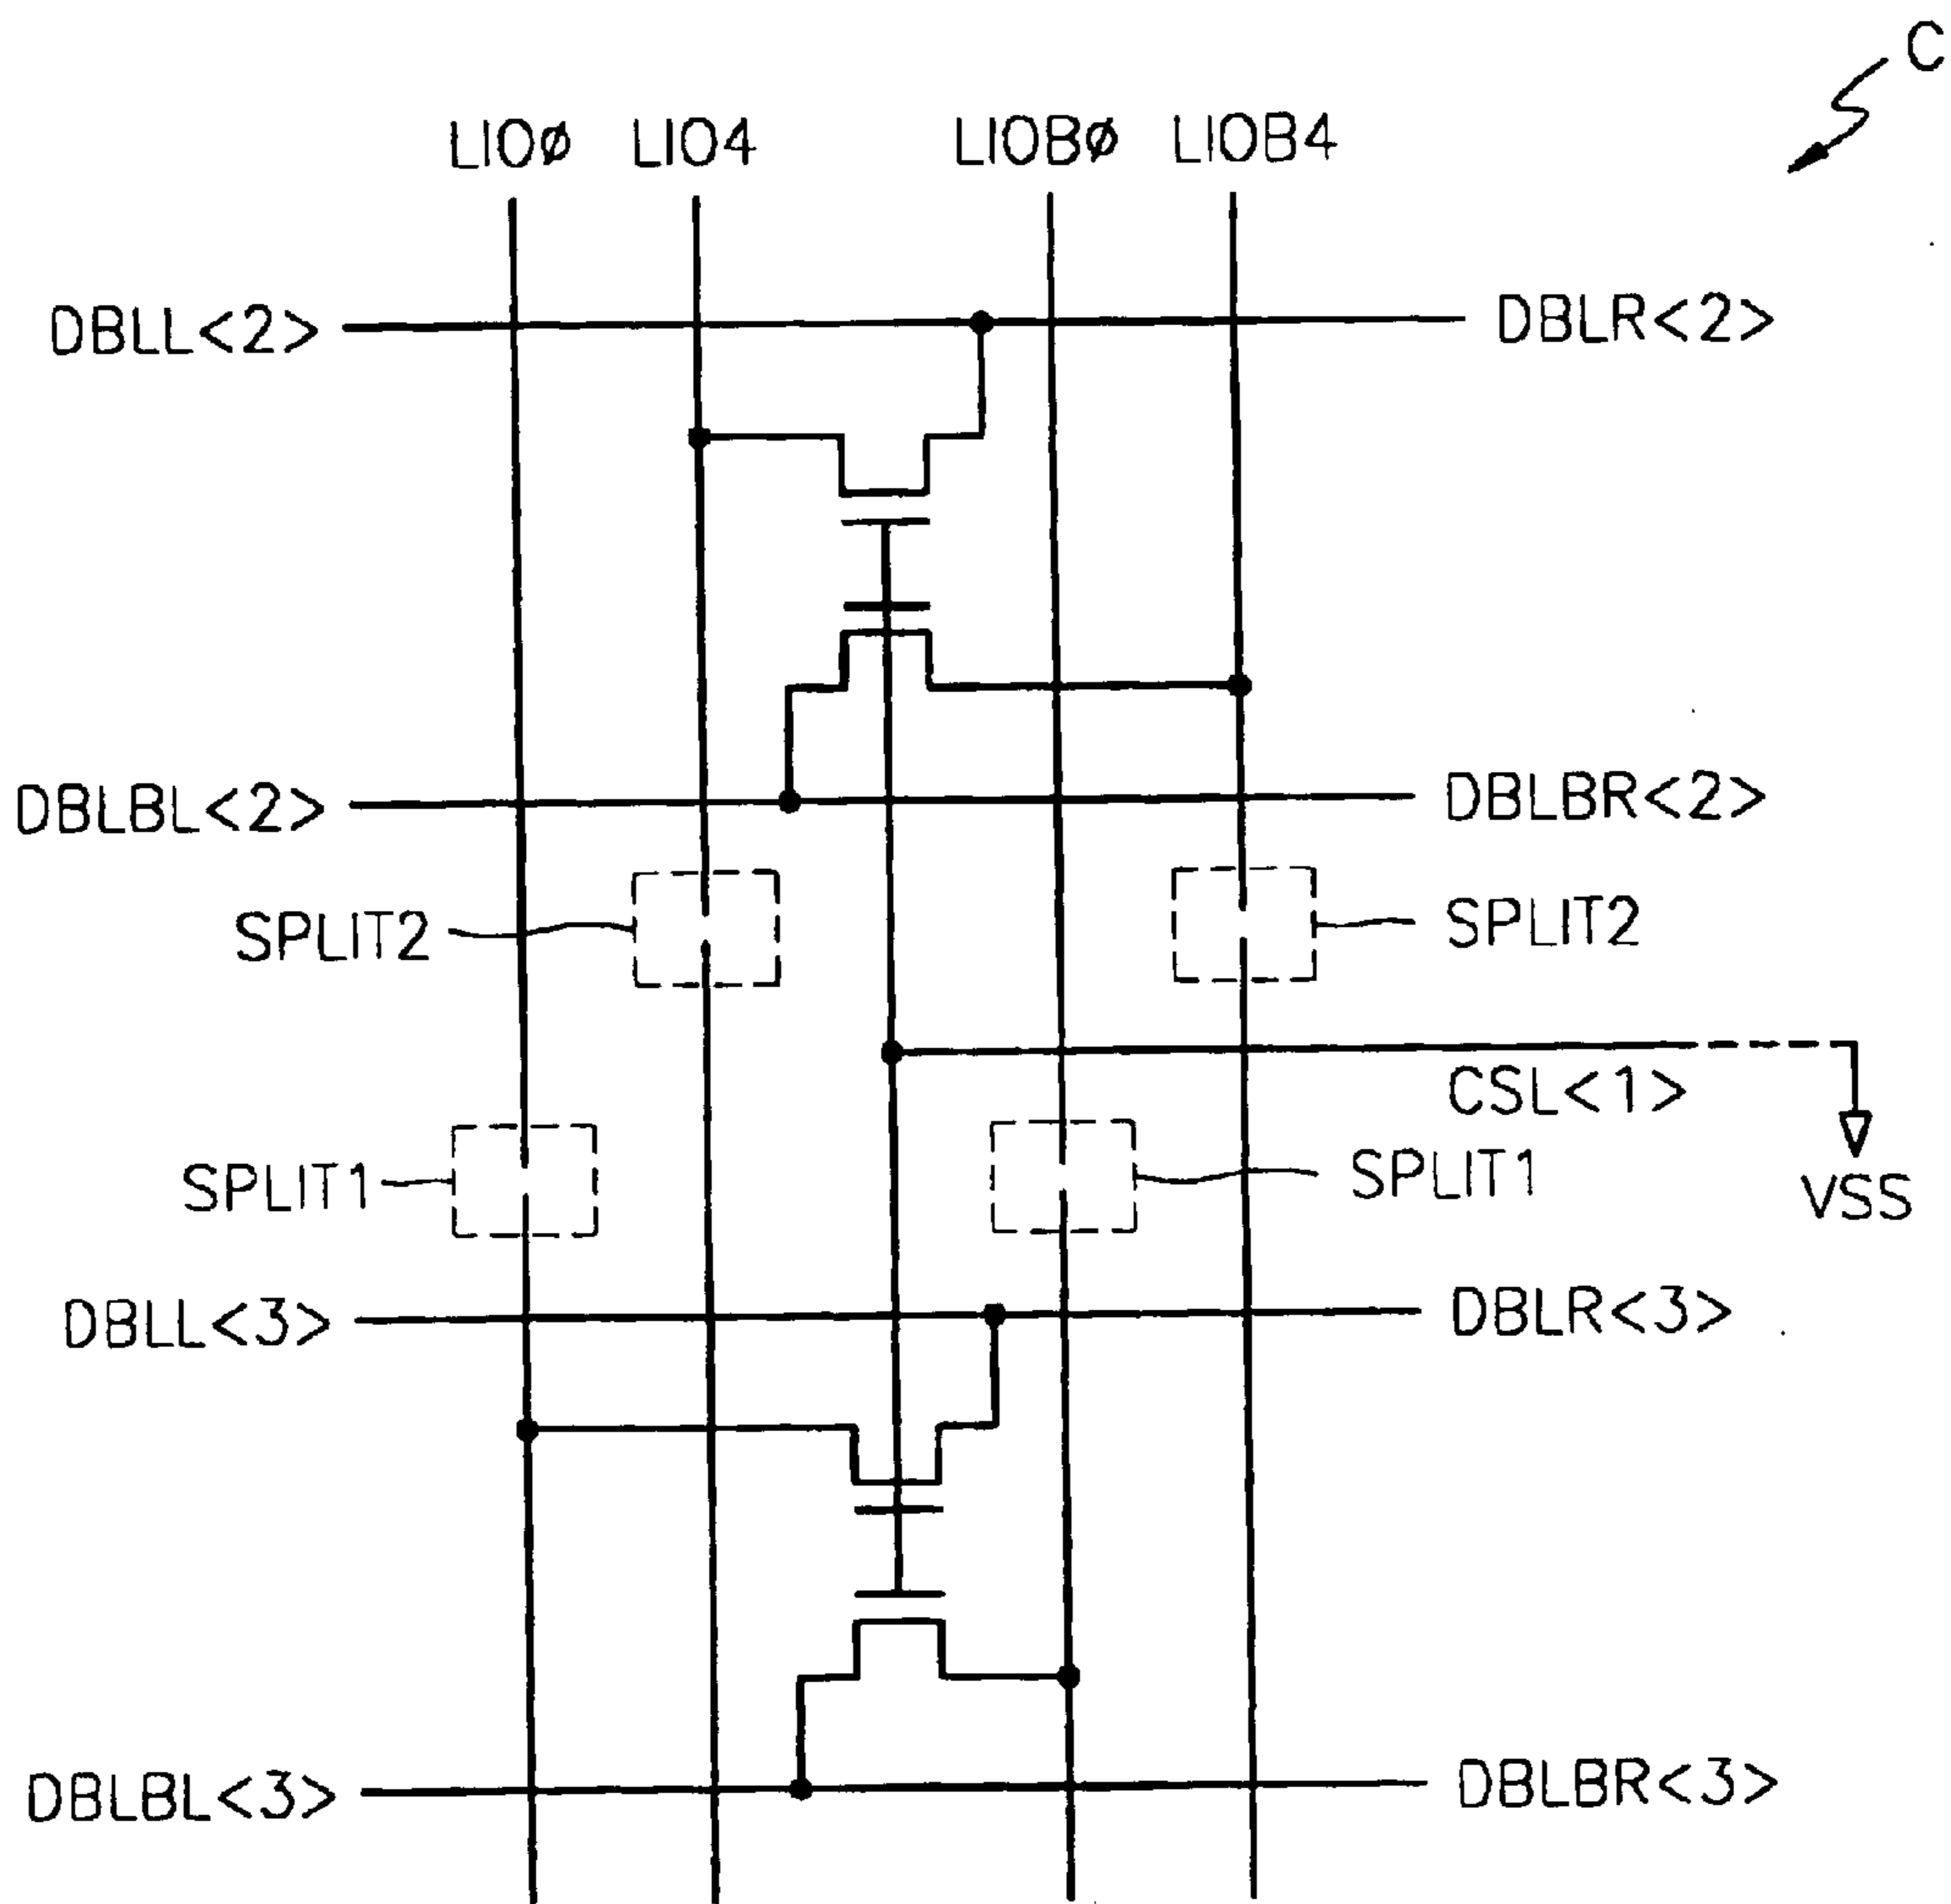 C
LIOØ LIO4 LIOBØ LIOB4
DBLL<2> DBLR<2>
DBLBL<2> DBLBR<2>
SPLIT2 SPLIT2
CSL<1>
SPLIT1 SPLIT1
VSS
DBLL<3> DBLR<3>
DBLBL<3> DBLBR<3>